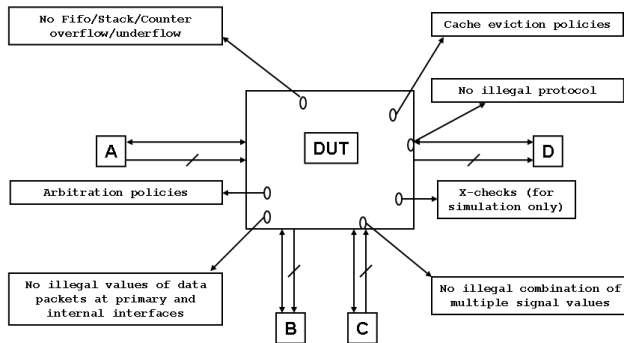 No Fifo/Stack/Counter
overflow/underflow
Cache eviction policies
No illegal protocol
A
DUT
D
Arbitration policies
X-checks (for
simulation only)
No illegal values of data
packets at primary and
internal interfaces
B
C
No illegal combination of
multiple signal values